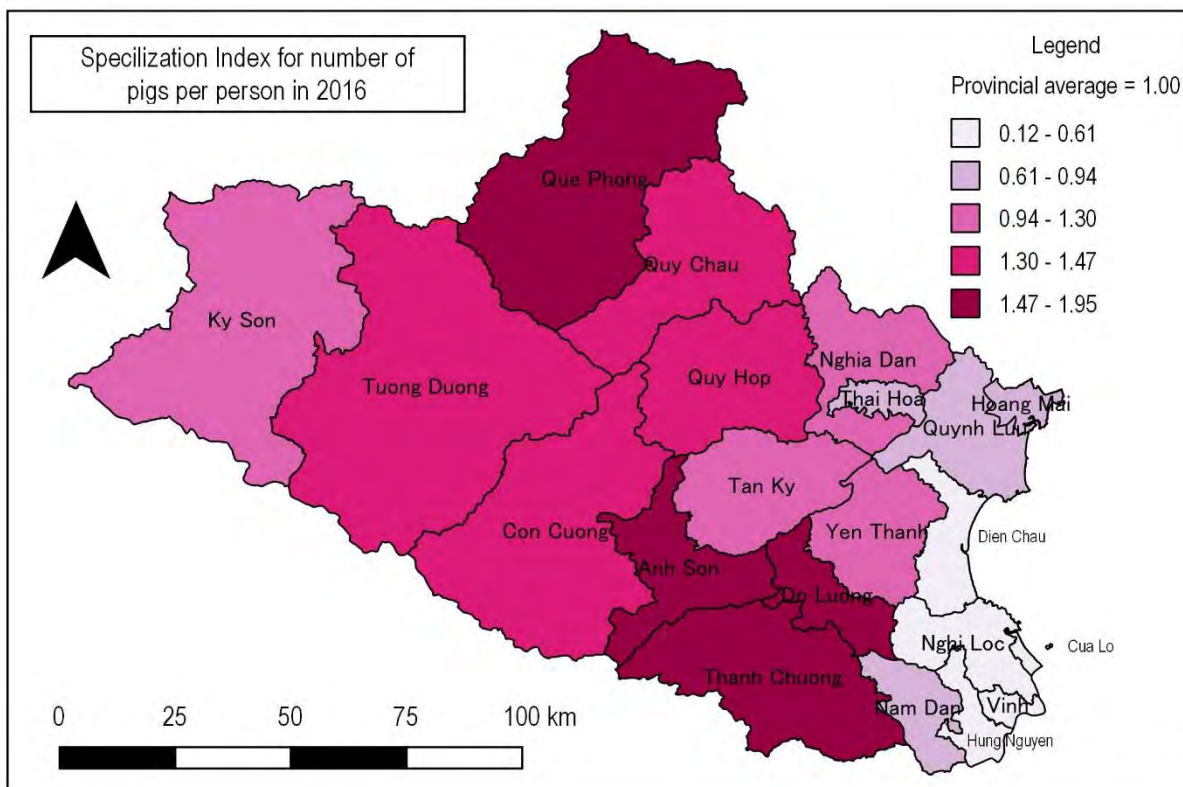 Specilization Index for number of
pigs per person in 2016
Legend
Provincial average = 1.00
0.12 - 0.61
0.61 - 0.94
0.94 - 1.30
1.30 - 1.47
1.47 - 1.95
Que Phong
Quy Chau
Ky Son
Nghia Dan
Tuong Duong
Quy Hop
Thai Hoa
Hoang Mai
Quynh Luu
Tan Ky
Con Cuong
Yen Thanh
Dien Chau
Anh Son
Do Luong
Nghi Loc
Cua Lo
Thanh Chuong
Nam Dan
Vinh
Hung Nguyen
0 25 50 75 100 km